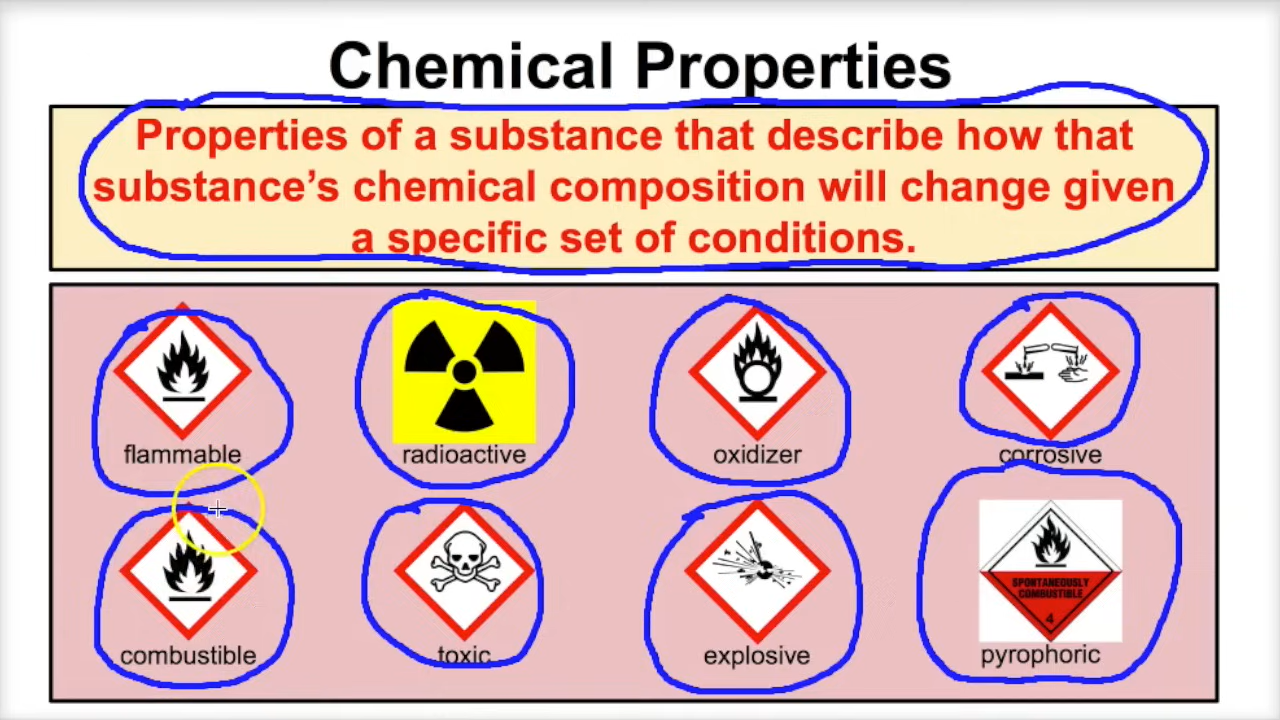 Chemical Properties
Properties of a substance that describe how that
substance's chemical composition will change given
a specific set of conditions.
flammable
radioactive
oxidizer
corrosive
combustible
toxic
explosive
SPONTANEOUSLY
COMBUSTIBLE
4
pyrophoric